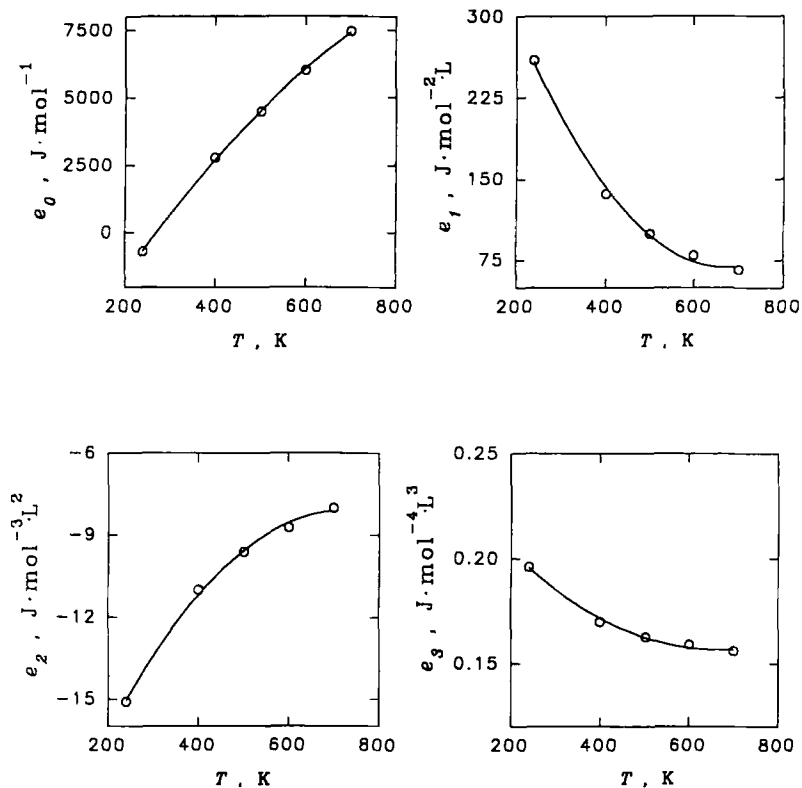 7500
5000
2500
0
200 400 600 800
T , K
e₀ , J·mol⁻¹
300
225
150
75
200 400 600 800
T , K
e₁ , J·mol⁻²·L
-6
-9
-12
-15
200 400 600 800
T , K
e₂ , J·mol⁻³·L²
0.25
0.20
0.15
200 400 600 800
T , K
e₃ , J·mol⁻⁴L³